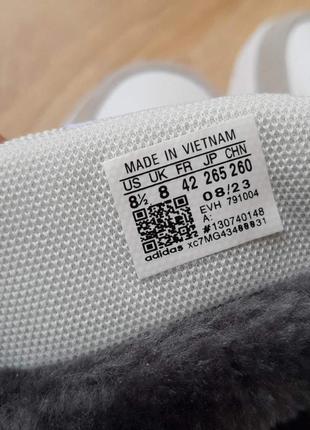 MADE IN VIETNAM
US UK FR JP CHN
8½ 8 42 265 260
08/23
EVH 791004
A:
#130740148
adidas xc7MG43488831